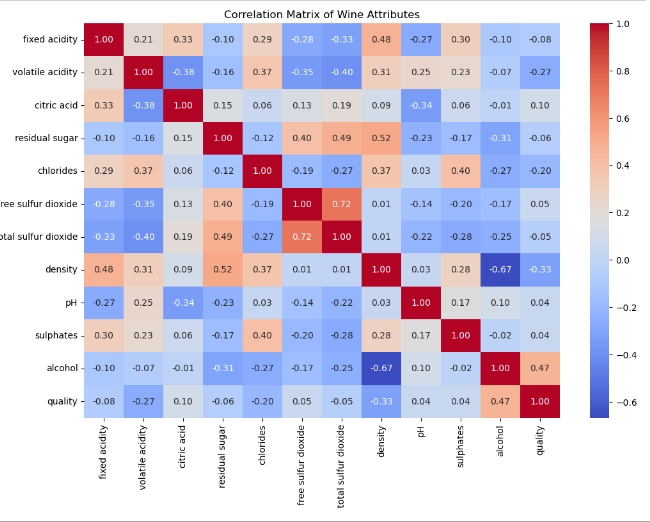 Correlation Matrix of Wine Attributes
fixed acidity 1.00 0.21 0.33 -0.10 0.29 -0.28 -0.33 0.48 -0.27 0.30 -0.10 -0.08
volatile acidity 0.21 1.00 -0.38 -0.16 0.37 -0.35 -0.40 0.31 0.25 0.23 -0.07 -0.27
citric acid 0.33 -0.38 1.00 0.15 0.06 0.13 0.19 0.09 -0.34 0.06 -0.01 0.10
residual sugar -0.10 -0.16 0.15 1.00 -0.12 0.40 0.49 0.52 -0.23 -0.17 -0.31 -0.06
chlorides 0.29 0.37 0.06 -0.12 1.00 -0.19 -0.27 0.37 0.03 0.40 -0.27 -0.20
ree sulfur dioxide -0.28 -0.35 0.13 0.40 -0.19 1.00 0.72 0.01 -0.14 -0.20 -0.17 0.05
otal sulfur dioxide -0.33 -0.40 0.19 0.49 -0.27 0.72 1.00 0.01 -0.22 -0.28 -0.25 -0.05
density 0.48 0.31 0.09 0.52 0.37 0.01 0.01 1.00 0.03 0.28 -0.67 -0.33
pH -0.27 0.25 -0.34 -0.23 0.03 -0.14 -0.22 0.03 1.00 0.17 0.10 0.04
sulphates 0.30 0.23 0.06 -0.17 0.40 -0.20 -0.28 0.28 0.17 1.00 -0.02 0.04
alcohol -0.10 -0.07 -0.01 -0.31 -0.27 -0.17 -0.25 -0.67 0.10 -0.02 1.00 0.47
quality -0.08 -0.27 0.10 -0.06 -0.20 0.05 -0.05 -0.33 0.04 0.04 0.47 1.00
fixed acidity
volatile acidity
citric acid
residual sugar
chlorides
free sulfur dioxide
total sulfur dioxide
density
pH
sulphates
alcohol
quality
1.0
0.8
0.6
0.4
0.2
0.0
−0.2
−0.4
−0.6